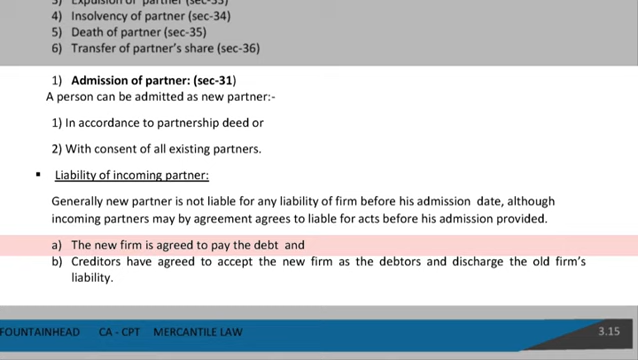 3) Expulsion of partner (sec-33)
4) Insolvency of partner (sec-34)
5) Death of partner (sec-35)
6) Transfer of partner’s share (sec-36)
1) Admission of partner: (sec-31)
A person can be admitted as new partner:-
1) In accordance to partnership deed or
2) With consent of all existing partners.
▪ Liability of incoming partner:
Generally new partner is not liable for any liability of firm before his admission date, although
incoming partners may by agreement agrees to liable for acts before his admission provided.
a) The new firm is agreed to pay the debt and
b) Creditors have agreed to accept the new firm as the debtors and discharge the old firm’s
liability.
FOUNTAINHEAD CA - CPT MERCANTILE LAW 3.15